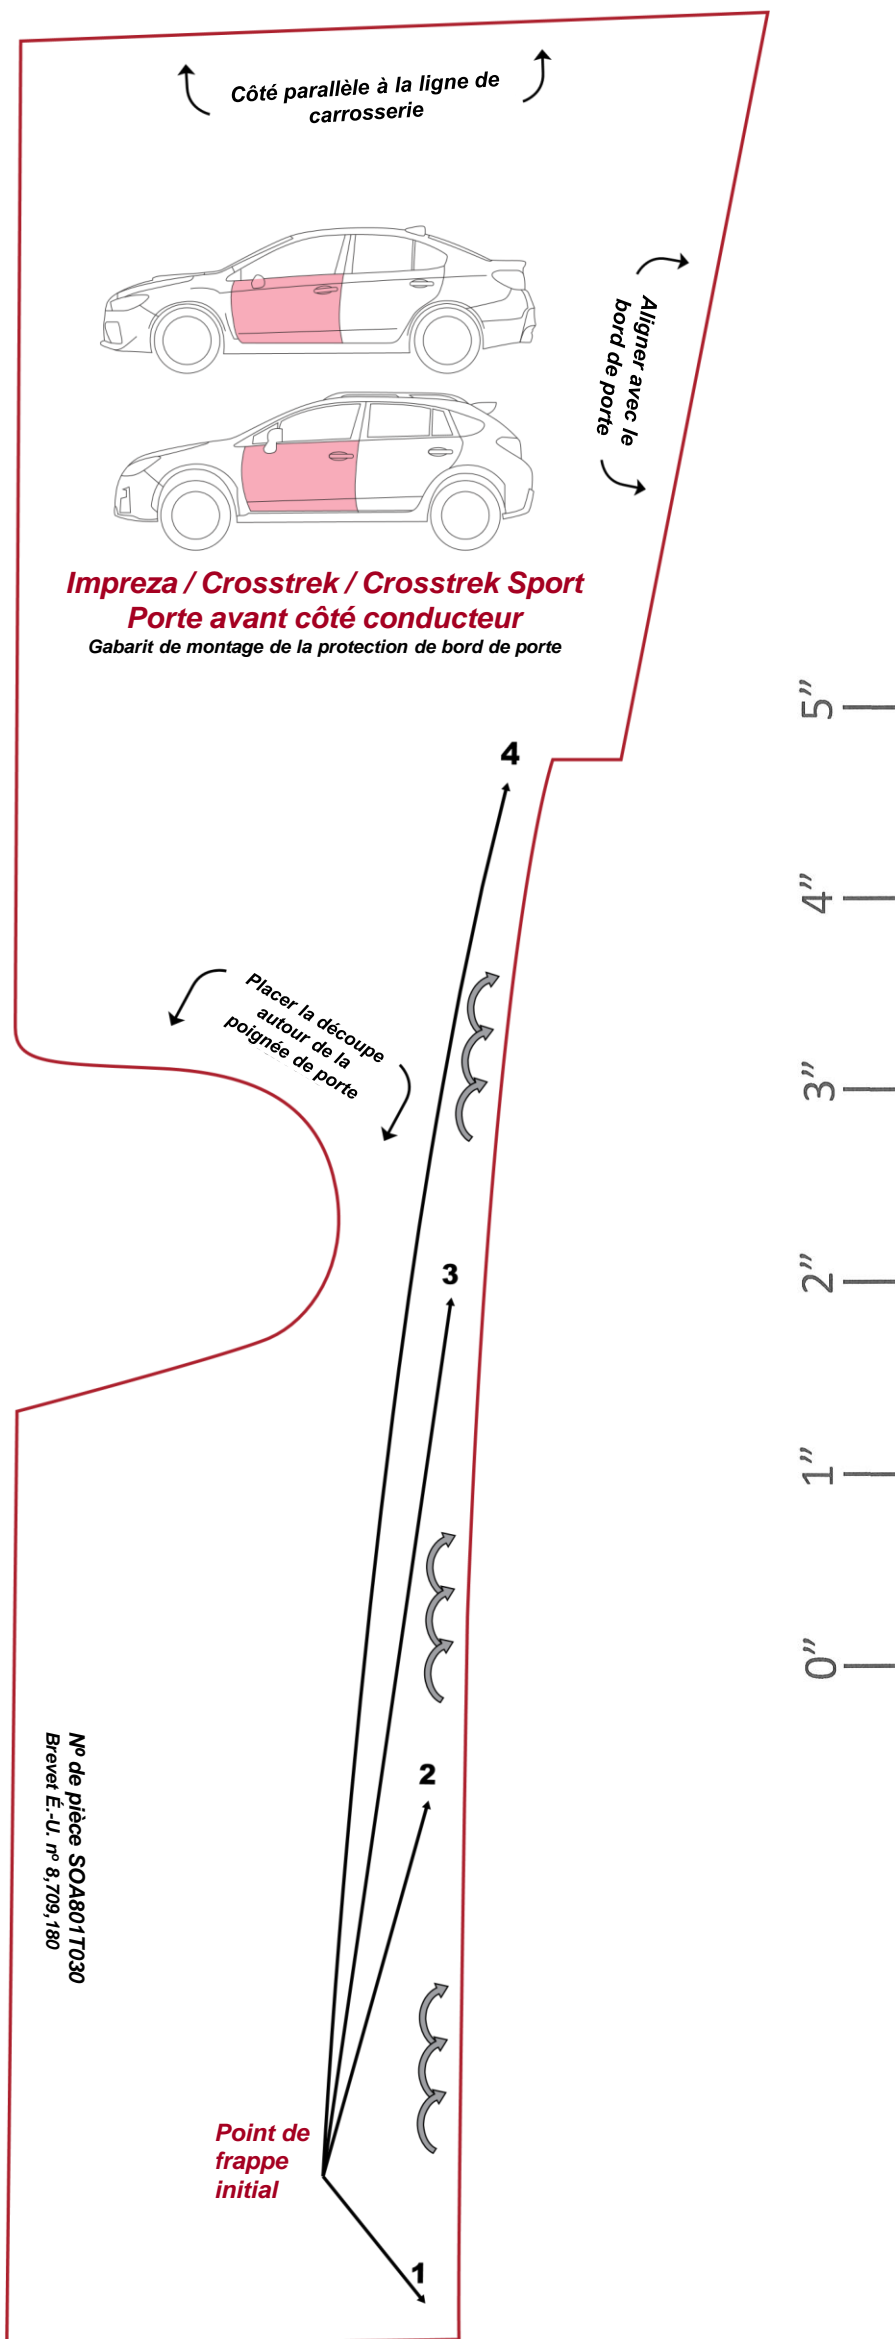 Côté parallèle à la ligne de
carrosserie
Aligner avec le
bord de porte
Impreza / Crosstrek / Crosstrek Sport
Porte avant côté conducteur
Gabarit de montage de la protection de bord de porte
5”
4
4”
Placer la découpe
autour de la
poignée de porte
3”
3
2”
1”
0”
Nº de pièce SOA801T030
Brevet É.-U. nº 8,709,180
2
Point de
frappe
initial
1